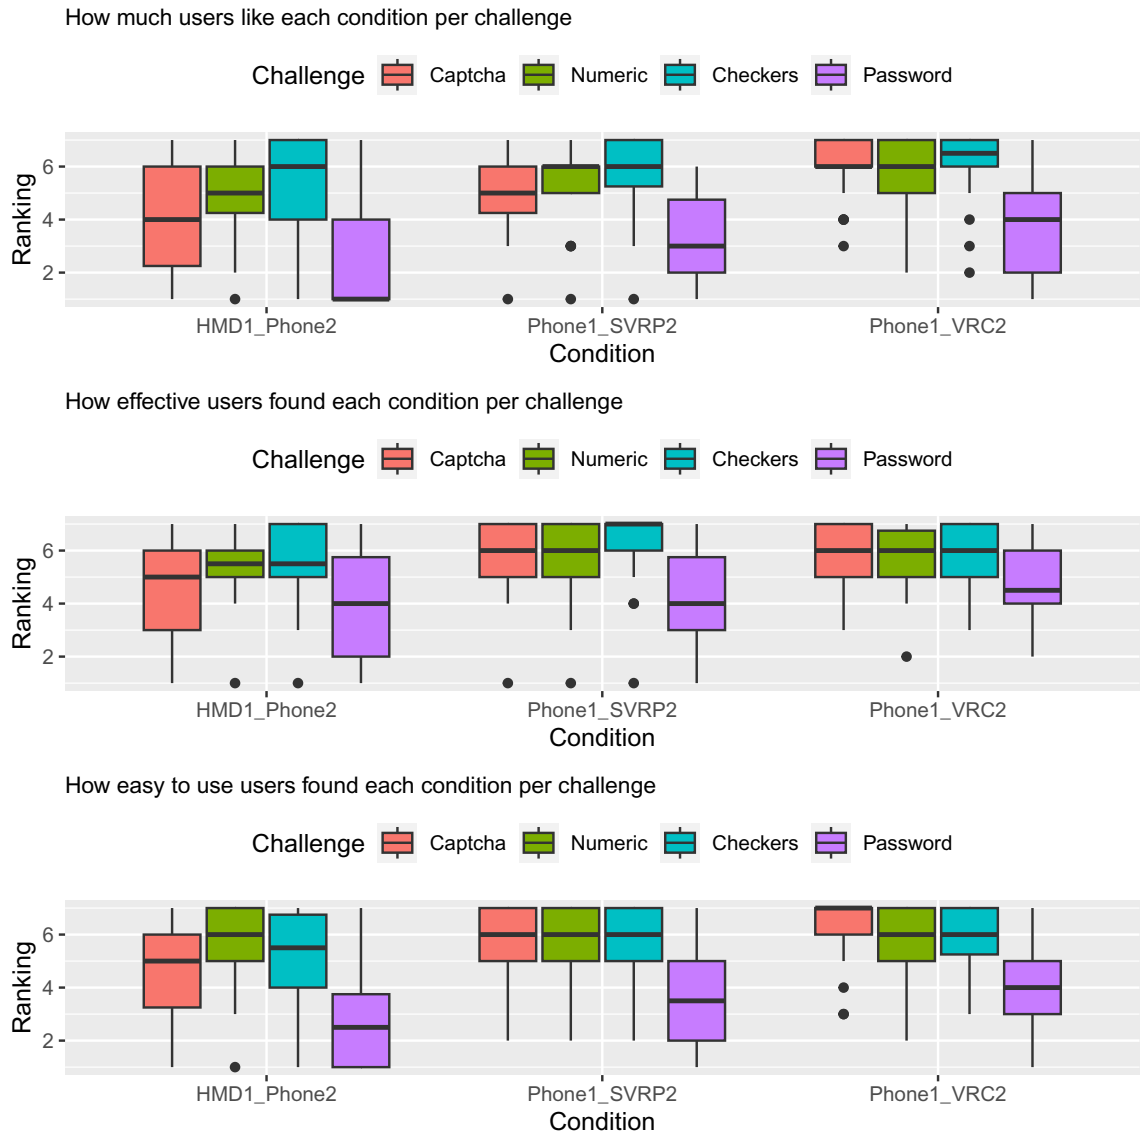 How much users like each condition per challenge
Challenge Captcha Numeric Checkers Password
Ranking
6
4
2
HMD1_Phone2 Phone1_SVRP2 Phone1_VRC2
Condition
How effective users found each condition per challenge
Challenge Captcha Numeric Checkers Password
Ranking
6
4
2
HMD1_Phone2 Phone1_SVRP2 Phone1_VRC2
Condition
How easy to use users found each condition per challenge
Challenge Captcha Numeric Checkers Password
Ranking
6
4
2
HMD1_Phone2 Phone1_SVRP2 Phone1_VRC2
Condition